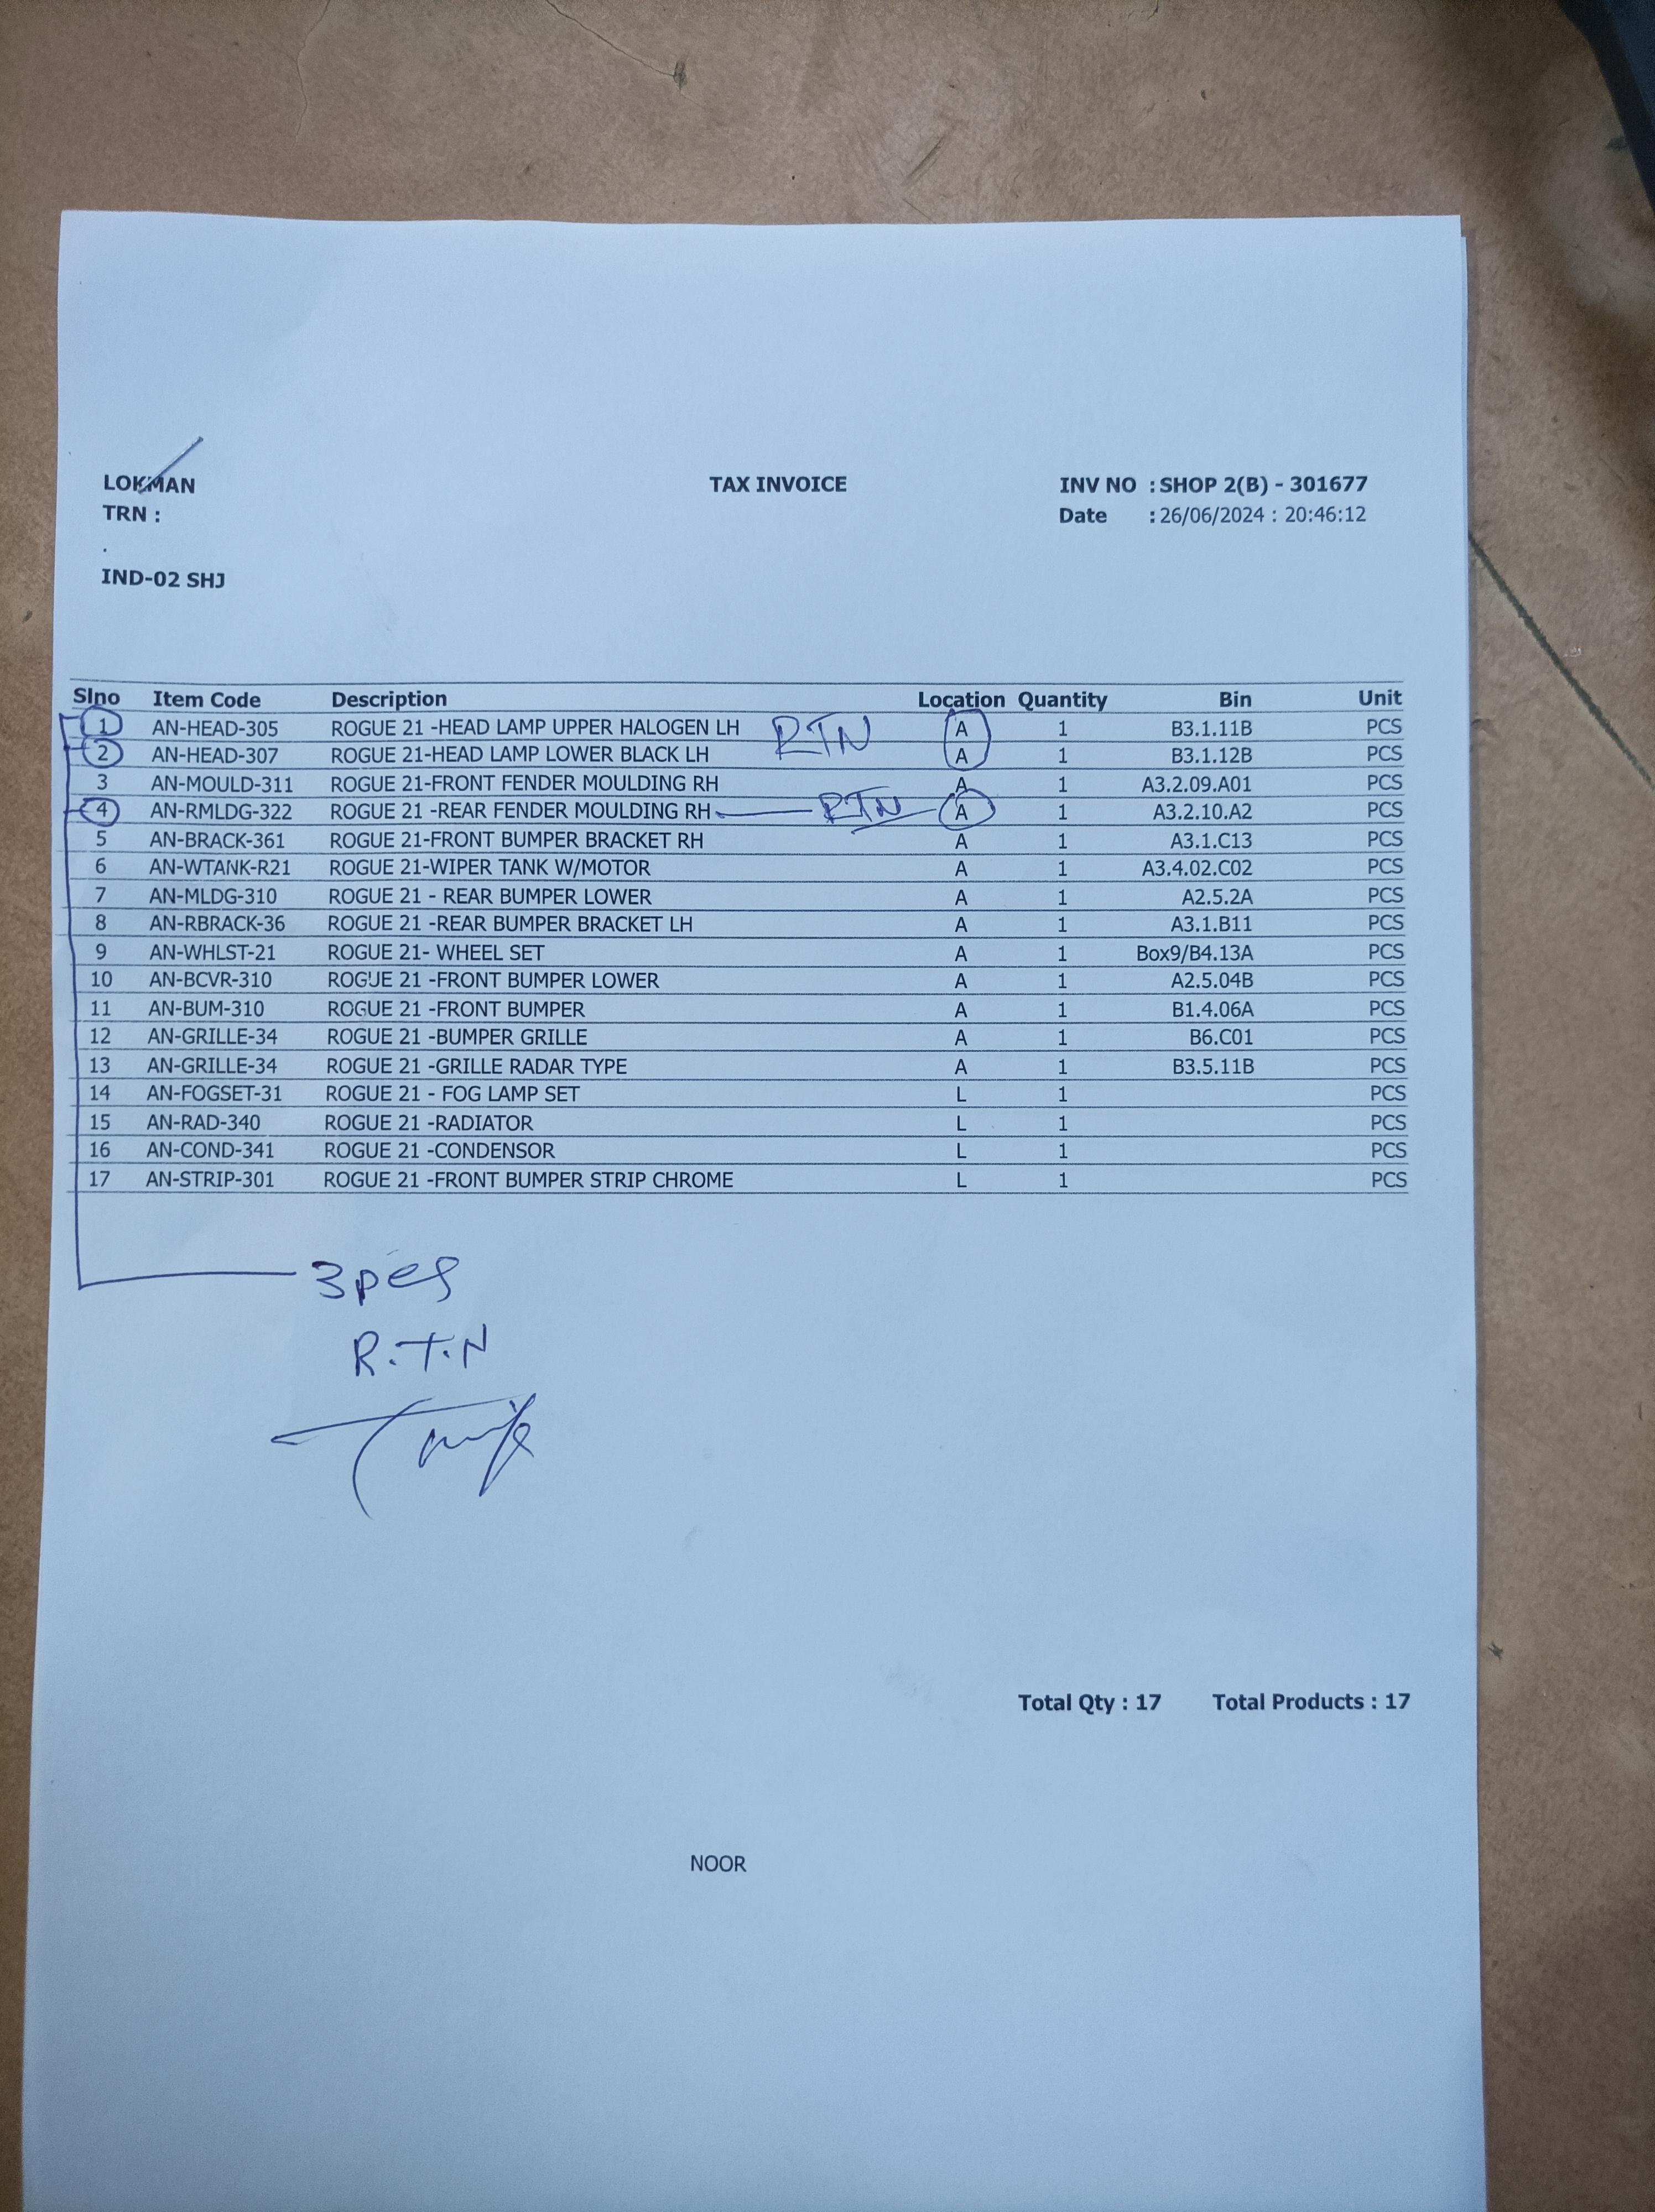 LOKMAN TAX INVOICE INV NO : SHOP 2(B) - 301677
TRN : Date : 26/06/2024 : 20:46:12
.
IND-02 SHJ
Slno Item Code Description Location Quantity Bin Unit
1 AN-HEAD-305 ROGUE 21 -HEAD LAMP UPPER HALOGEN LH RTN A 1 B3.1.11B PCS
2 AN-HEAD-307 ROGUE 21-HEAD LAMP LOWER BLACK LH A 1 B3.1.12B PCS
3 AN-MOULD-311 ROGUE 21-FRONT FENDER MOULDING RH A 1 A3.2.09.A01 PCS
4 AN-RMLDG-322 ROGUE 21 -REAR FENDER MOULDING RH RTN A 1 A3.2.10.A2 PCS
5 AN-BRACK-361 ROGUE 21-FRONT BUMPER BRACKET RH A 1 A3.1.C13 PCS
6 AN-WTANK-R21 ROGUE 21-WIPER TANK W/MOTOR A 1 A3.4.02.C02 PCS
7 AN-MLDG-310 ROGUE 21 - REAR BUMPER LOWER A 1 A2.5.2A PCS
8 AN-RBRACK-36 ROGUE 21 -REAR BUMPER BRACKET LH A 1 A3.1.B11 PCS
9 AN-WHLST-21 ROGUE 21- WHEEL SET A 1 Box9/B4.13A PCS
10 AN-BCVR-310 ROGUE 21 -FRONT BUMPER LOWER A 1 A2.5.04B PCS
11 AN-BUM-310 ROGUE 21 -FRONT BUMPER A 1 B1.4.06A PCS
12 AN-GRILLE-34 ROGUE 21 -BUMPER GRILLE A 1 B6.C01 PCS
13 AN-GRILLE-34 ROGUE 21 -GRILLE RADAR TYPE A 1 B3.5.11B PCS
14 AN-FOGSET-31 ROGUE 21 - FOG LAMP SET L 1 PCS
15 AN-RAD-340 ROGUE 21 -RADIATOR L 1 PCS
16 AN-COND-341 ROGUE 21 -CONDENSOR L 1 PCS
17 AN-STRIP-301 ROGUE 21 -FRONT BUMPER STRIP CHROME L 1 PCS
3 pes
R.T.N
Total Qty : 17 Total Products : 17
NOOR